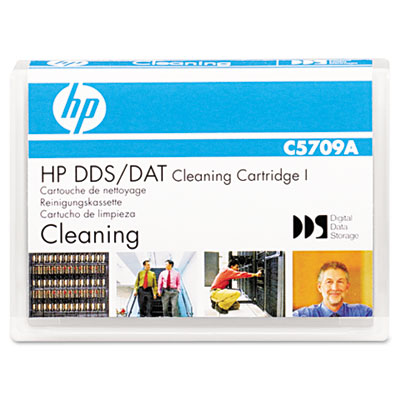 Cleaning
DDS
hp
C5709A
HP DDS/DAT Cleaning Cartridge I
Cartouche de nettoyage
Reinigungskassette
Cartucho de limpieza
Cleaning
DDS Digital
Data
Storage